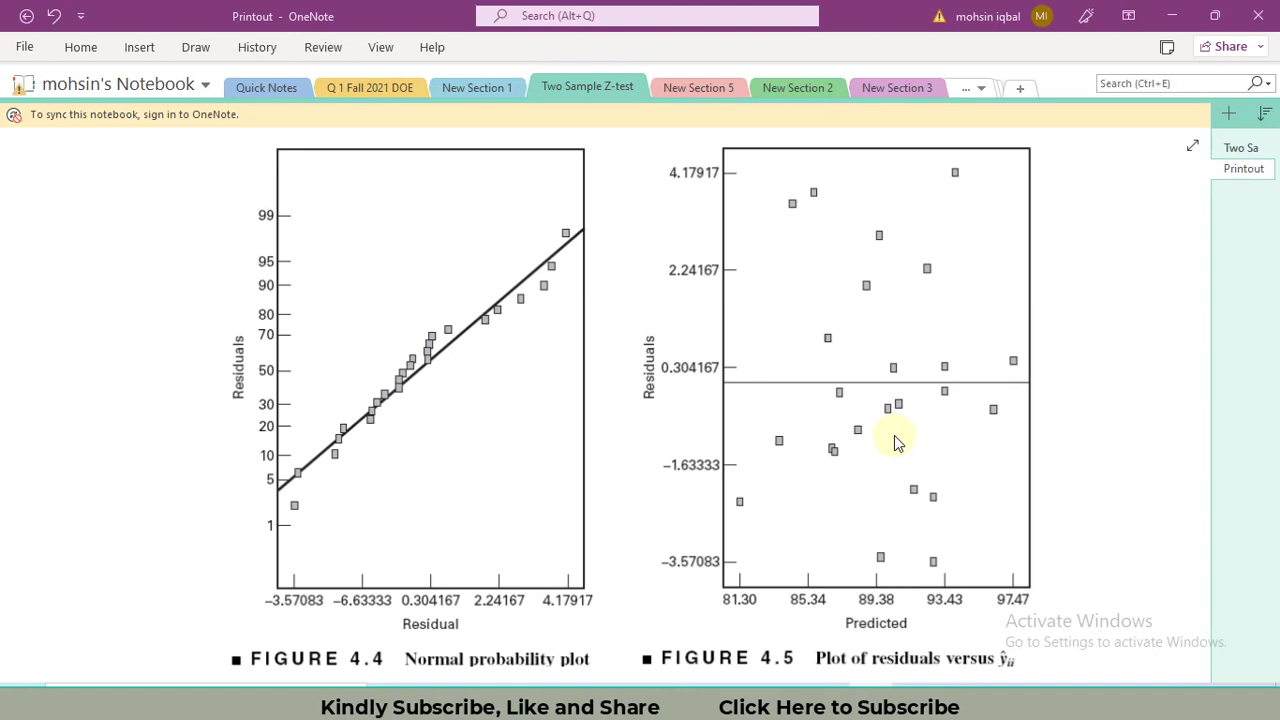 Printout - OneNote
Search (Alt+Q)
mohsin iqbal
MI
File
Home
Insert
Draw
History
Review
View
Help
Share
mohsin's Notebook
Quick Notes
Q 1 Fall 2021 DOE
New Section 1
Two Sample Z-test
New Section 5
New Section 2
New Section 3
...
Search (Ctrl+E)
To sync this notebook, sign in to OneNote.
Two Sa
Printout
99
95
90
80
70
50
30
20
10
5
1
Residuals
−3.57083
−6.63333
0.304167
2.24167
4.17917
Residual
FIGURE 4.4 Normal probability plot
4.17917
2.24167
0.304167
−1.63333
−3.57083
Residuals
81.30
85.34
89.38
93.43
97.47
Predicted
FIGURE 4.5 Plot of residuals versus ŷii
Activate Windows
Go to Settings to activate Windows.
Kindly Subscribe, Like and Share
Click Here to Subscribe